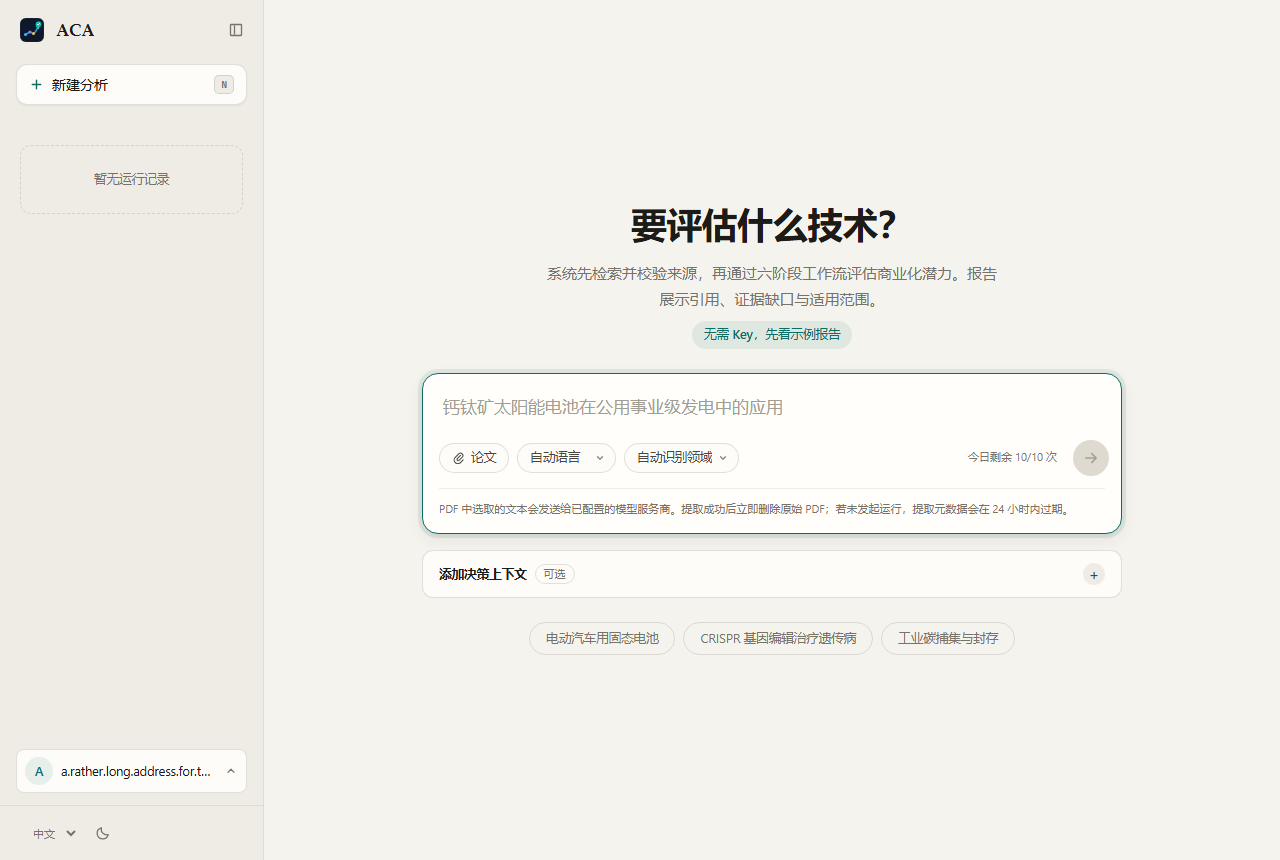 ACA
新建分析
N
暂无运行记录
要评估什么技术？
系统先检索并校验来源，再通过六阶段工作流评估商业化潜力。报告
展示引用、证据缺口与适用范围。
无需 Key，先看示例报告
钙钛矿太阳能电池在公用事业级发电中的应用
论文
自动语言
自动识别领域
今日剩余 10/10 次
PDF 中选取的文本会发送给已配置的模型服务商。提取成功后立即删除原始 PDF；若未发起运行，提取元数据会在 24 小时内过期。
添加决策上下文
可选
电动汽车用固态电池
CRISPR 基因编辑治疗遗传病
工业碳捕集与封存
A
a.rather.long.address.for.t...
中文